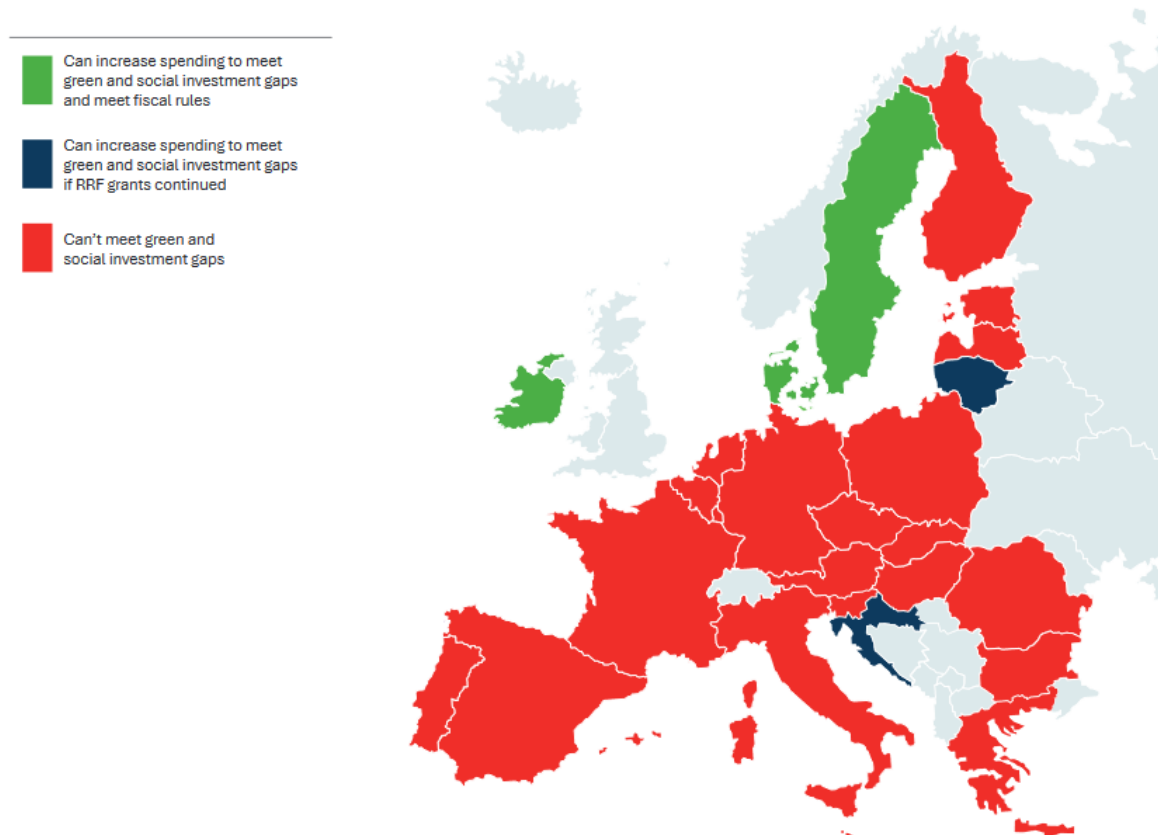 Can increase spending to meet
green and social investment gaps
and meet fiscal rules
Can increase spending to meet
green and social investment gaps
if RRF grants continued
Can't meet green and
social investment gaps